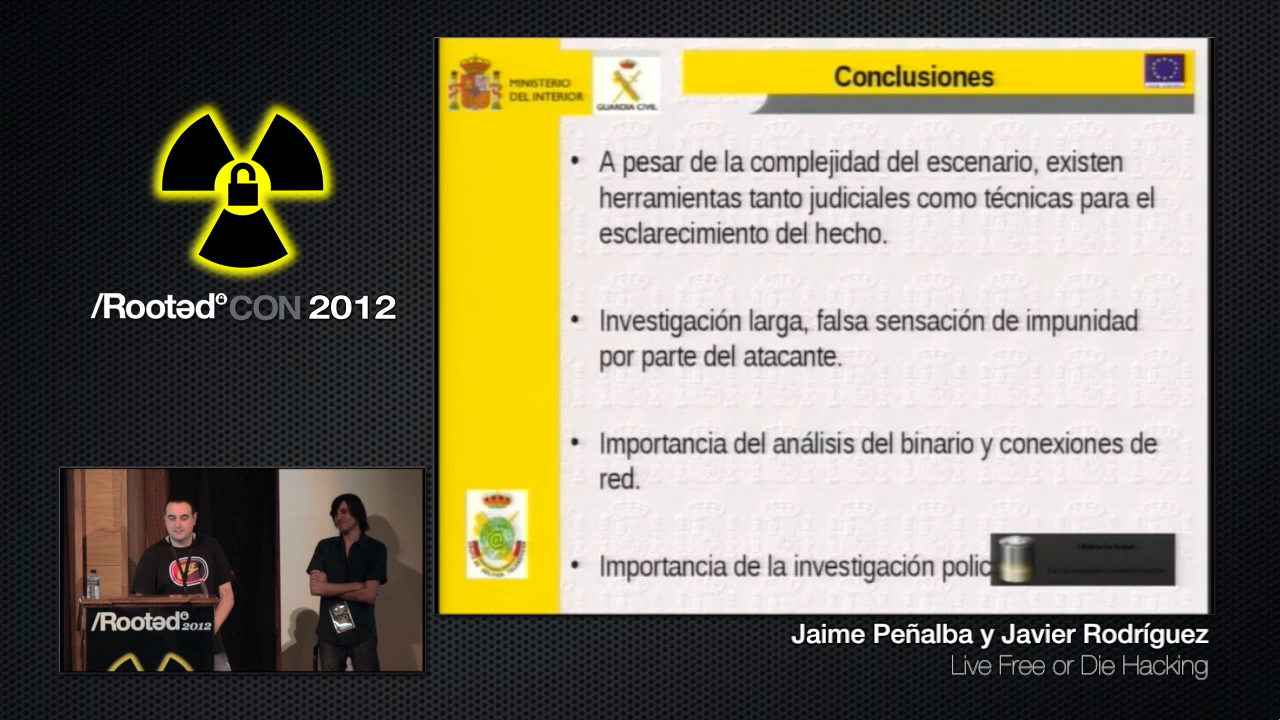 /Rooted CON 2012
MINISTERIO
DEL INTERIOR
GUARDIA CIVIL
Conclusiones
• A pesar de la complejidad del escenario, existen
herramientas tanto judiciales como técnicas para el
esclarecimiento del hecho.
• Investigación larga, falsa sensación de impunidad
por parte del atacante.
• Importancia del análisis del binario y conexiones de
red.
• Importancia de la investigación polic
/Rooted 2012
Jaime Peñalba y Javier Rodríguez
Live Free or Die Hacking